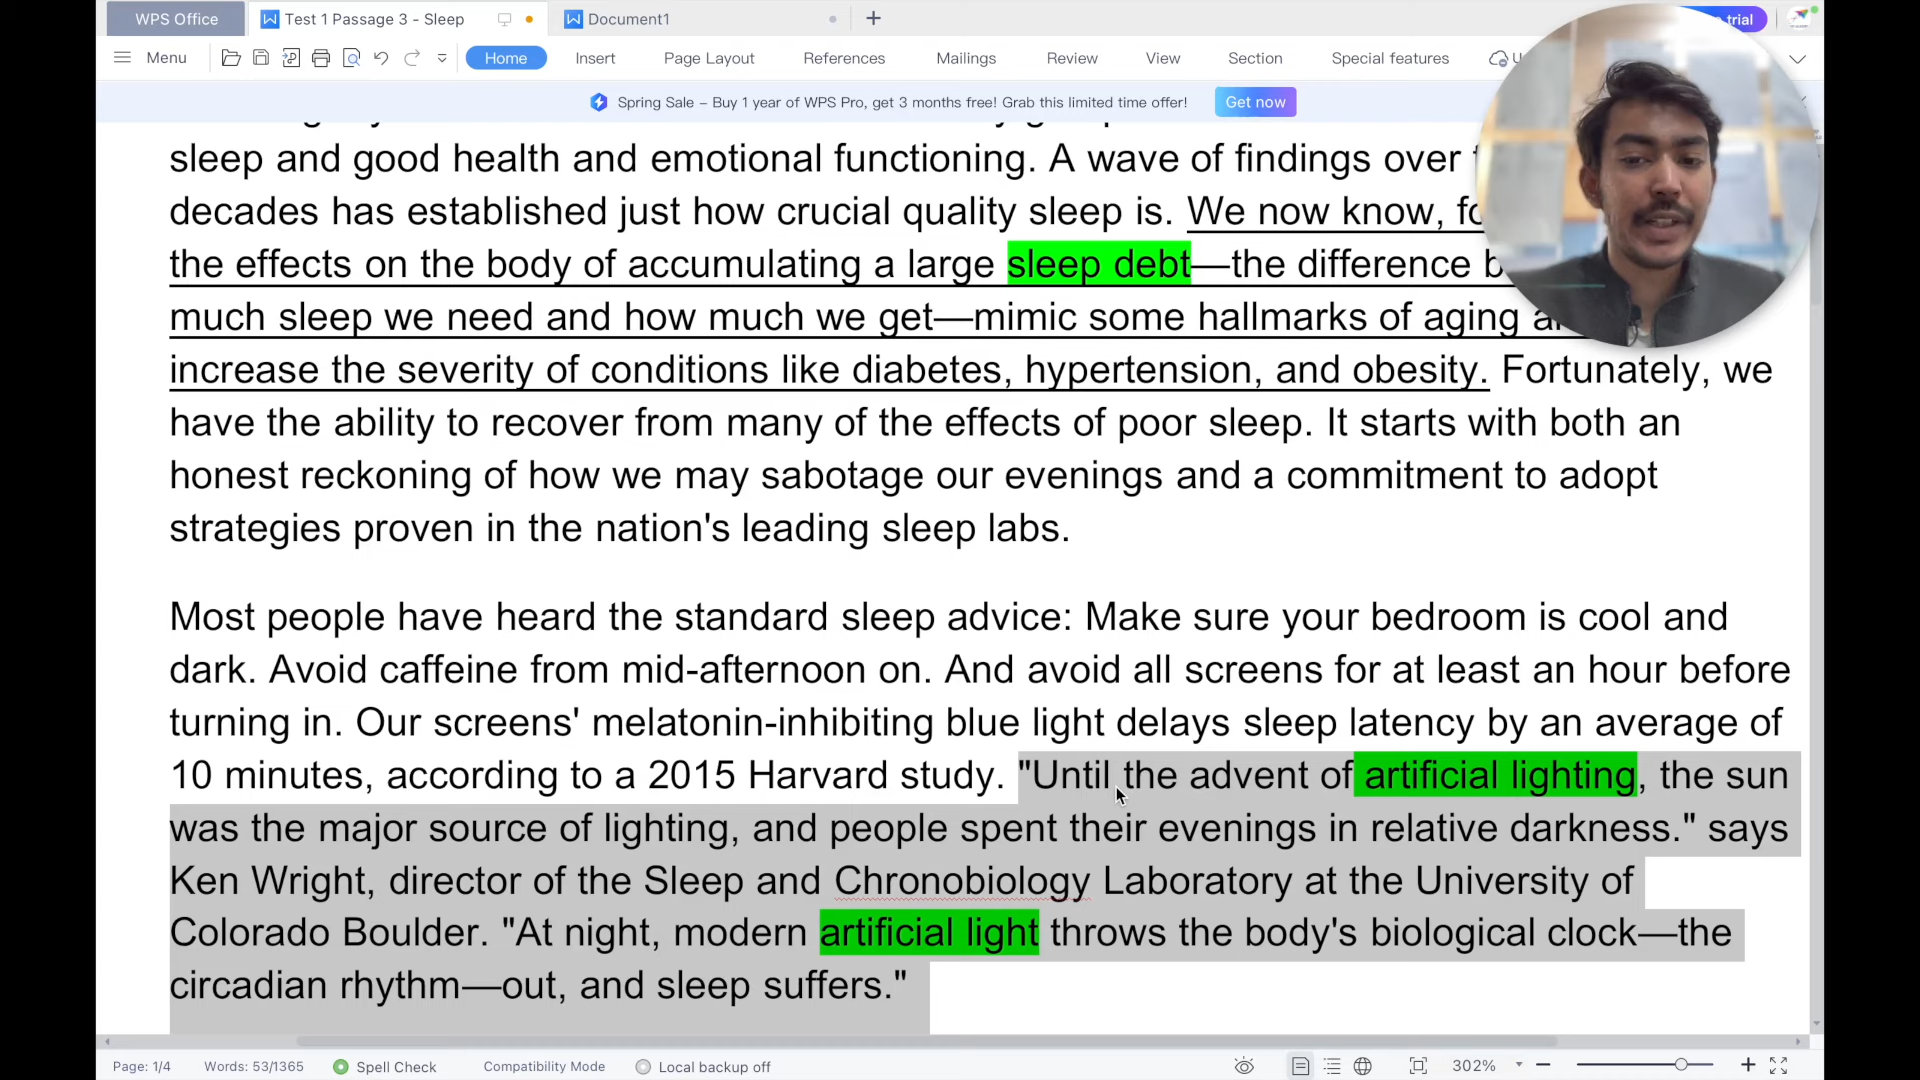 WPS Office
Test 1 Passage 3 - Sleep
Document1
trial
Menu
Home
Insert
Page Layout
References
Mailings
Review
View
Section
Special features
Spring Sale – Buy 1 year of WPS Pro, get 3 months free! Grab this limited time offer!
Get now
sleep and good health and emotional functioning. A wave of findings over
decades has established just how crucial quality sleep is. We now know,
the effects on the body of accumulating a large sleep debt—the difference
much sleep we need and how much we get—mimic some hallmarks of aging
increase the severity of conditions like diabetes, hypertension, and obesity. Fortunately, we
have the ability to recover from many of the effects of poor sleep. It starts with both an
honest reckoning of how we may sabotage our evenings and a commitment to adopt
strategies proven in the nation's leading sleep labs.
Most people have heard the standard sleep advice: Make sure your bedroom is cool and
dark. Avoid caffeine from mid-afternoon on. And avoid all screens for at least an hour before
turning in. Our screens' melatonin-inhibiting blue light delays sleep latency by an average of
10 minutes, according to a 2015 Harvard study. "Until the advent of artificial lighting, the sun
was the major source of lighting, and people spent their evenings in relative darkness." says
Ken Wright, director of the Sleep and Chronobiology Laboratory at the University of
Colorado Boulder. "At night, modern artificial light throws the body's biological clock—the
circadian rhythm—out, and sleep suffers."
Page: 1/4
Words: 53/1365
Spell Check
Compatibility Mode
Local backup off
302%